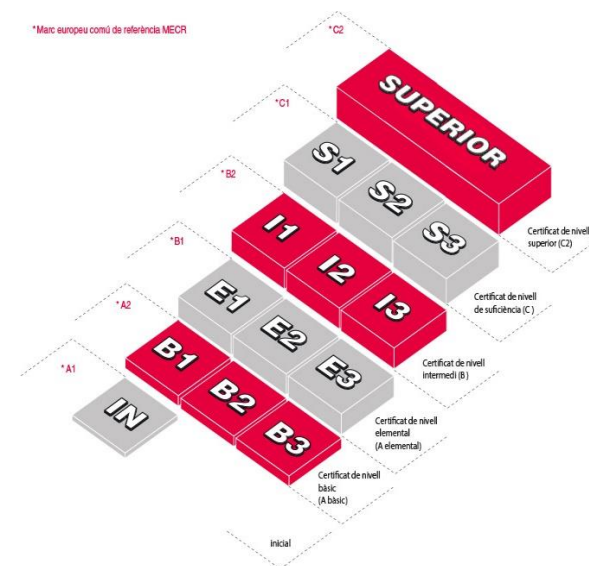 *Marc europeu comú de referència MECR
*C2
SUPERIOR
Certificat de nivell
superior (C2)
*C1
S1
S2
S3
Certificat de nivell
de suficiència (C )
*B2
I1
I2
I3
Certificat de nivell
intermedi (B )
*B1
E1
E2
E3
Certificat de nivell
elemental
(A elemental)
*A2
B1
B2
B3
Certificat de nivell
bàsic
(A bàsic)
*A1
IN
inicial